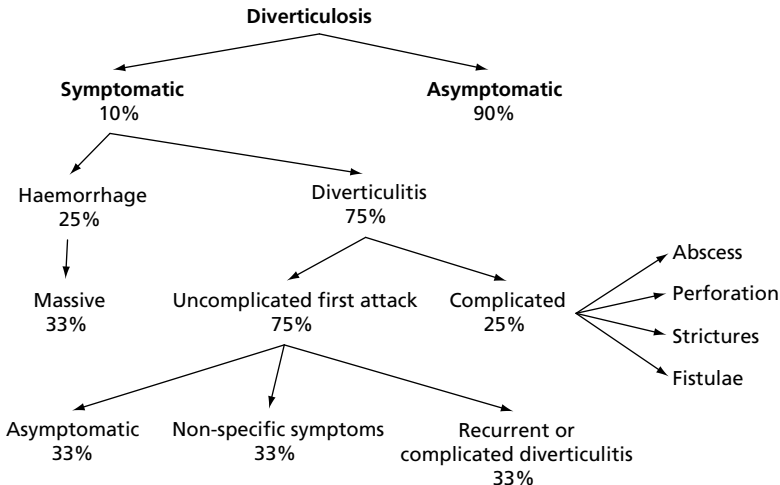 Diverticulosis
Symptomatic
10%
Asymptomatic
90%
Haemorrhage
25%
Diverticulitis
75%
Massive
33%
Uncomplicated first attack
75%
Complicated
25%
Abscess
Perforation
Strictures
Fistulae
Asymptomatic
33%
Non-specific symptoms
33%
Recurrent or
complicated diverticulitis
33%